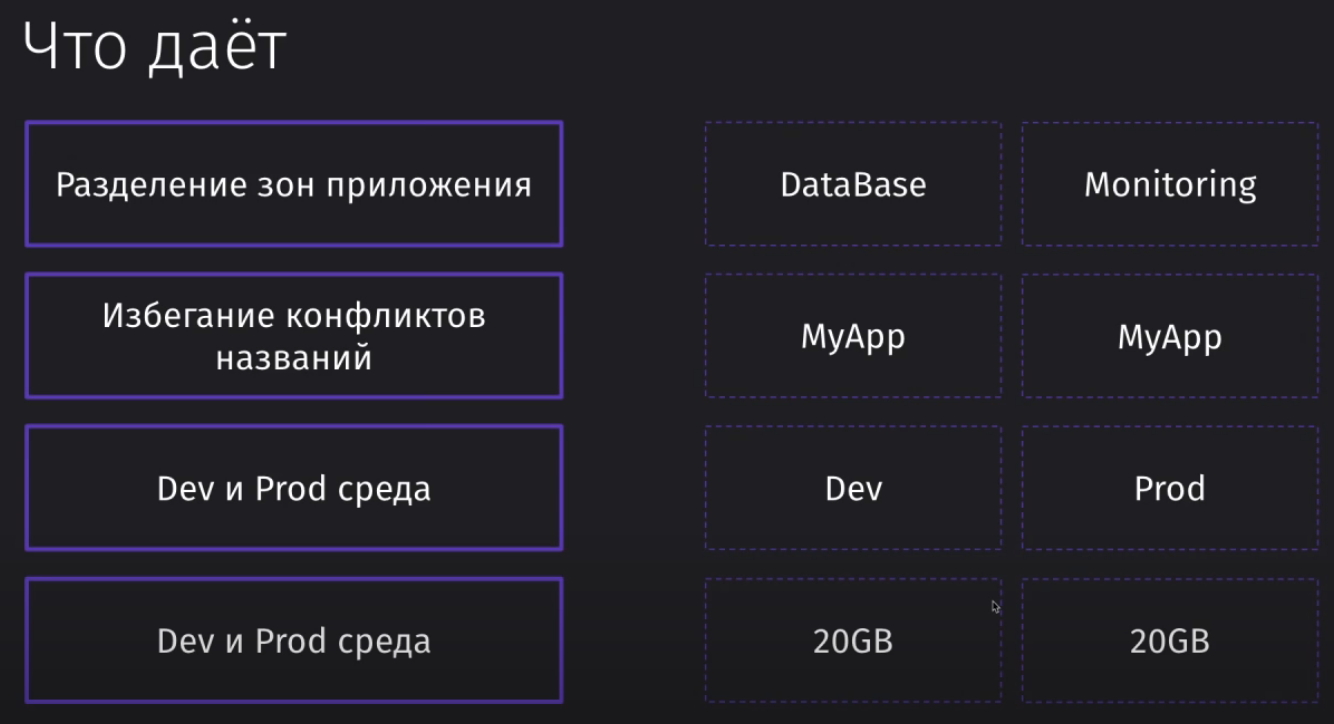 Что даёт
Разделение зон приложения
DataBase
Monitoring
Избегание конфликтов
названий
MyApp
MyApp
Dev и Prod среда
Dev
Prod
Dev и Prod среда
20GB
20GB